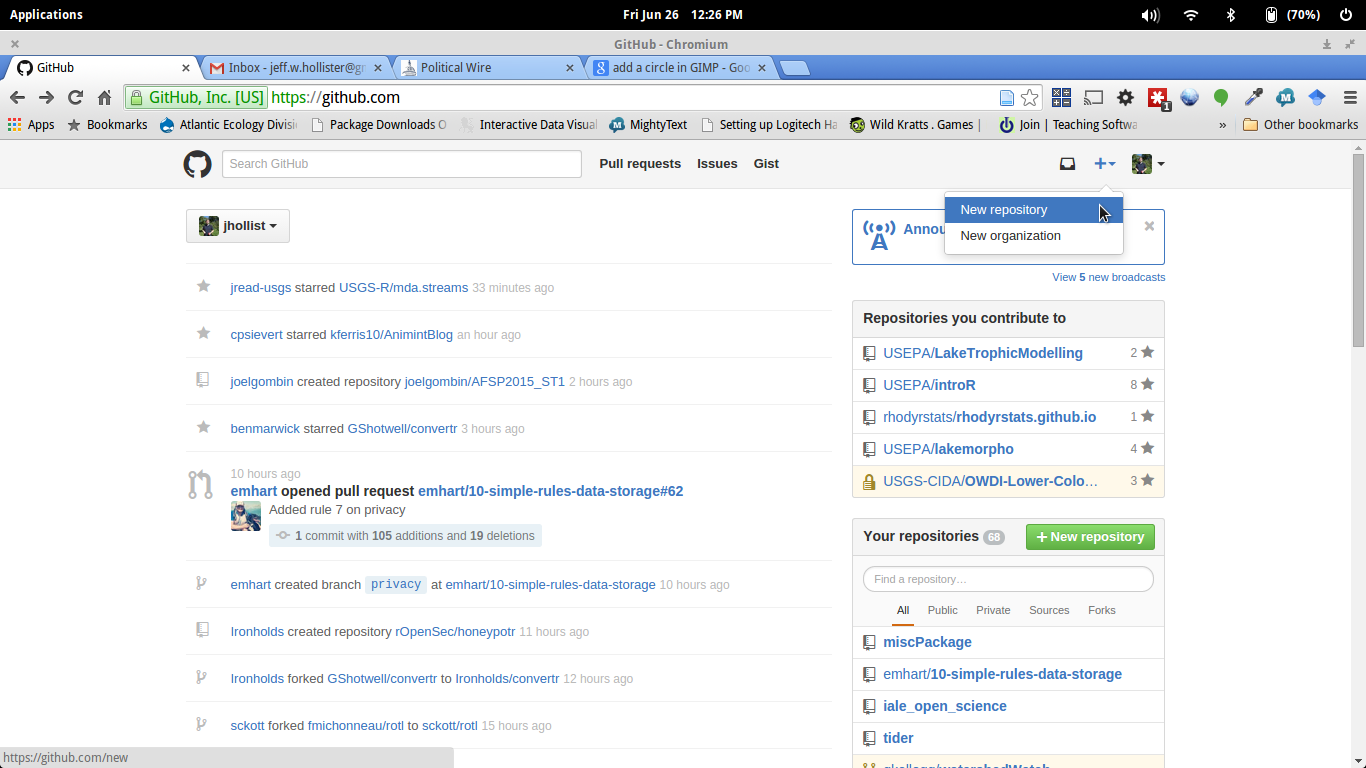 Applications
Fri Jun 26 12:26 PM
(70%)
GitHub - Chromium
GitHub
Inbox - jeff.w.hollister@g
Political Wire
add a circle in GIMP - Goo
GitHub, Inc. [US]
https://github.com
1
Apps
Bookmarks
Atlantic Ecology Divisi
Package Downloads O
Interactive Data Visual
MightyText
Setting up Logitech Ha
Wild Kratts . Games |
Join | Teaching Softwa
»
Other bookmarks
Search GitHub
Pull requests
Issues
Gist
New repository
New organization
jhollist
Annou
View 5 new broadcasts
jread-usgs starred USGS-R/mda.streams 33 minutes ago
cpsievert starred kferris10/AnimintBlog an hour ago
joelgombin created repository joelgombin/AFSP2015_ST1 2 hours ago
benmarwick starred GShotwell/convertr 3 hours ago
10 hours ago
emhart opened pull request emhart/10-simple-rules-data-storage#62
Added rule 7 on privacy
1 commit with 105 additions and 19 deletions
emhart created branch privacy at emhart/10-simple-rules-data-storage 10 hours ago
Ironholds created repository rOpenSec/honeypotr 11 hours ago
Ironholds forked GShotwell/convertr to Ironholds/convertr 12 hours ago
sckott forked fmichonneau/rotl to sckott/rotl 15 hours ago
Repositories you contribute to
USEPA/LakeTrophicModelling 2
USEPA/introR 8
rhodyrstats/rhodyrstats.github.io 1
USEPA/lakemorpho 4
USGS-CIDA/OWDI-Lower-Colo… 3
Your repositories 68
New repository
Find a repository…
All
Public
Private
Sources
Forks
miscPackage
emhart/10-simple-rules-data-storage
iale_open_science
tider
https://github.com/new